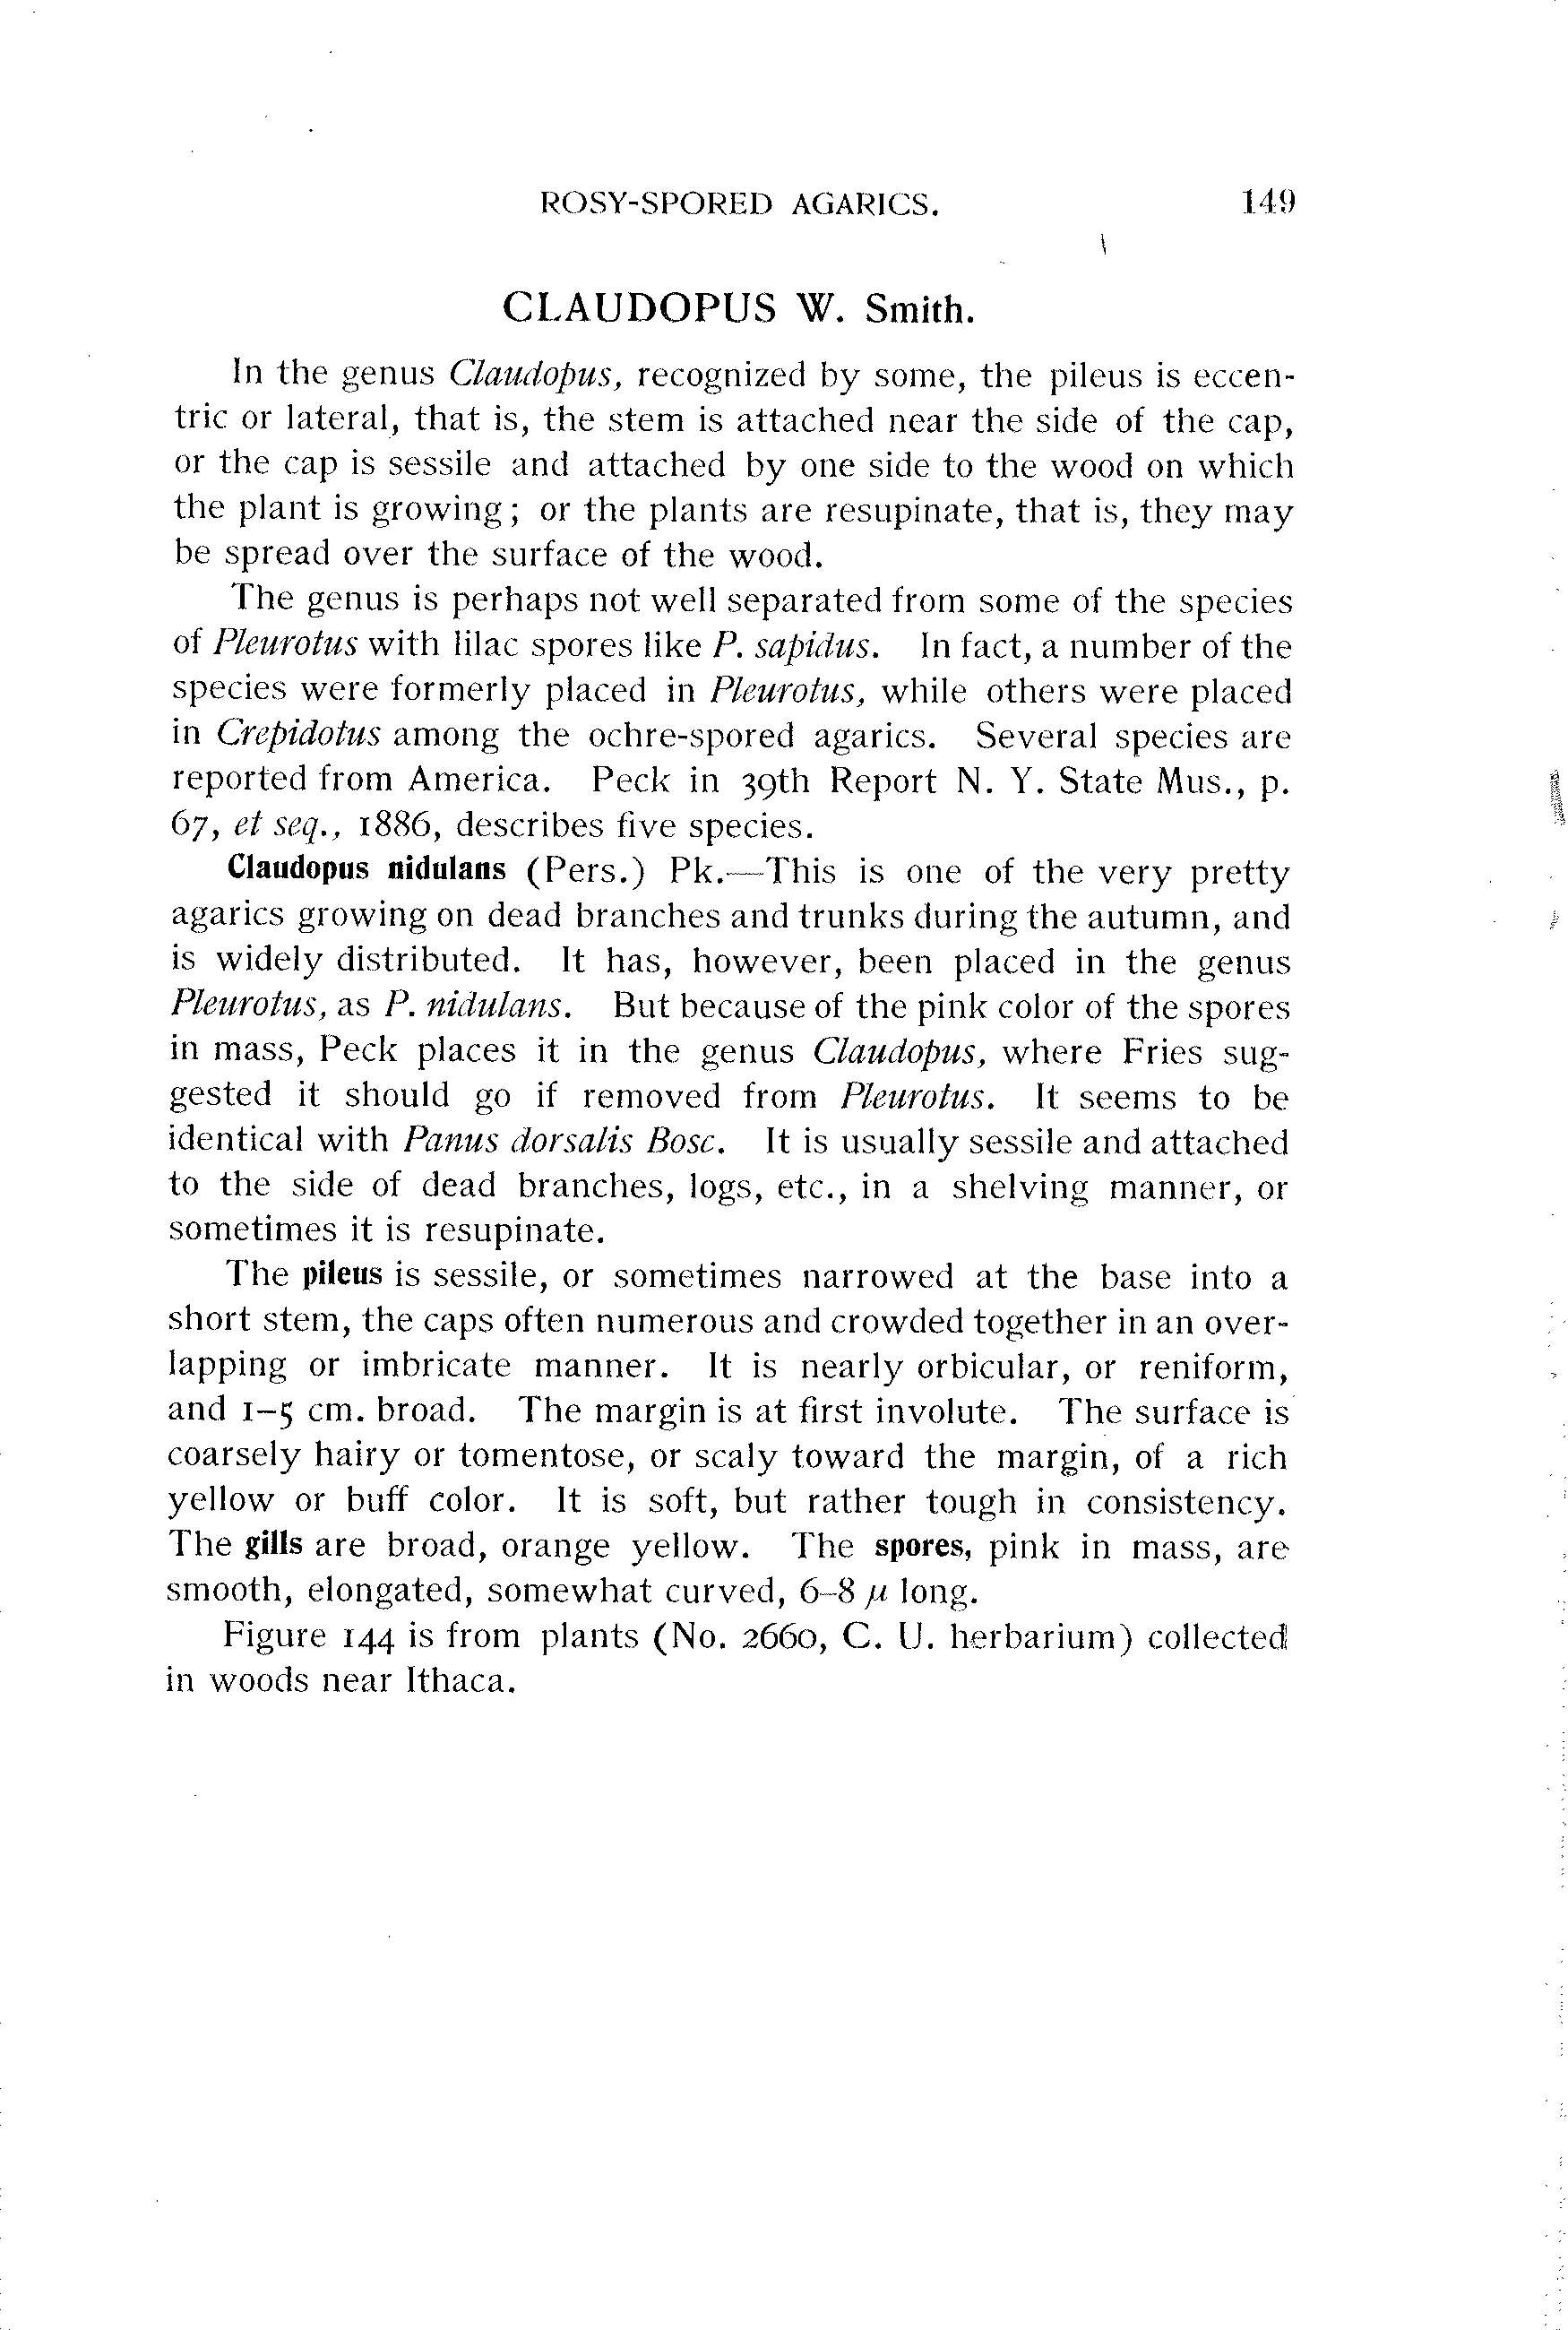 ROSY-SPORED AGARICS. 149
CLAUDOPUS W. Smith.
In the genus Claudopus, recognized by some, the pileus is eccen-
tric or lateral, that is, the stem is attached near the side of the cap,
or the cap is sessile and attached by one side to the wood on which
the plant is growing; or the plants are resupinate, that is, they may
be spread over the surface of the wood.
The genus is perhaps not well separated from some of the species
of Pleurotus with lilac spores like P. sapidus. In fact, a number of the
species were formerly placed in Pleurotus, while others were placed
in Crepidotus among the ochre-spored agarics. Several species are
reported from America. Peck in 39th Report N. Y. State Mus., p.
67, et seq., 1886, describes five species.
Claudopus nidulans (Pers.) Pk.—This is one of the very pretty
agarics growing on dead branches and trunks during the autumn, and
is widely distributed. It has, however, been placed in the genus
Pleurotus, as P. nidulans. But because of the pink color of the spores
in mass, Peck places it in the genus Claudopus, where Fries sug-
gested it should go if removed from Pleurotus. It seems to be
identical with Panus dorsalis Bosc. It is usually sessile and attached
to the side of dead branches, logs, etc., in a shelving manner, or
sometimes it is resupinate.
The pileus is sessile, or sometimes narrowed at the base into a
short stem, the caps often numerous and crowded together in an over-
lapping or imbricate manner. It is nearly orbicular, or reniform,
and 1–5 cm. broad. The margin is at first involute. The surface is
coarsely hairy or tomentose, or scaly toward the margin, of a rich
yellow or buff color. It is soft, but rather tough in consistency.
The gills are broad, orange yellow. The spores, pink in mass, are
smooth, elongated, somewhat curved, 6–8 µ long.
Figure 144 is from plants (No. 2660, C. U. herbarium) collected
in woods near Ithaca.